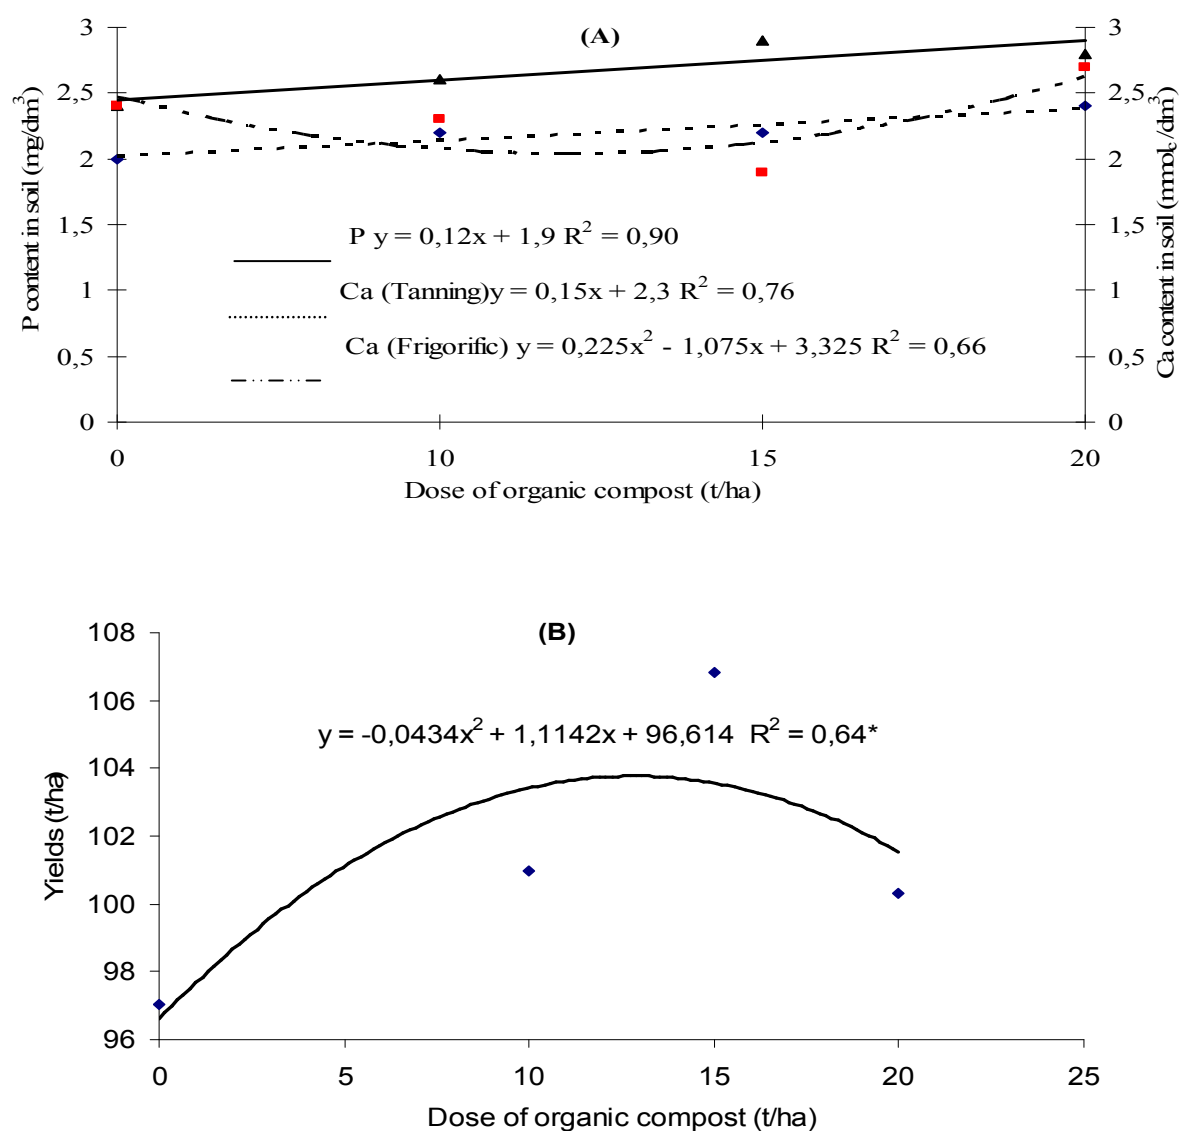 (A)
3
2,5
2
1,5
1
0,5
0
P content in soil (mg/dm³)
3
2,5
2
1,5
1
0,5
0
Ca content in soil (mmolc/dm³)
P y = 0,12x + 1,9 R² = 0,90
Ca (Tanning)y = 0,15x + 2,3 R² = 0,76
Ca (Frigorific) y = 0,225x² - 1,075x + 3,325 R² = 0,66
0 10 15 20
Dose of organic compost (t/ha)
(B)
108
106
104
102
100
98
96
Yields (t/ha)
y = -0,0434x² + 1,1142x + 96,614 R² = 0,64*
0 5 10 15 20 25
Dose of organic compost (t/ha)